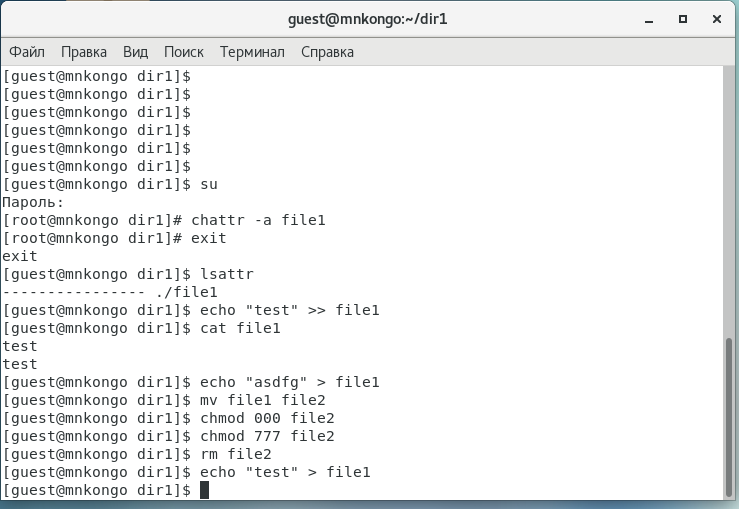 guest@mnkongo:~/dir1
Файл Правка Вид Поиск Терминал Справка
[guest@mnkongo dir1]$
[guest@mnkongo dir1]$
[guest@mnkongo dir1]$
[guest@mnkongo dir1]$
[guest@mnkongo dir1]$
[guest@mnkongo dir1]$
[guest@mnkongo dir1]$ su
Пароль:
[root@mnkongo dir1]# chattr -a file1
[root@mnkongo dir1]# exit
exit
[guest@mnkongo dir1]$ lsattr
---------------- ./file1
[guest@mnkongo dir1]$ echo "test" >> file1
[guest@mnkongo dir1]$ cat file1
test
test
[guest@mnkongo dir1]$ echo "asdfg" > file1
[guest@mnkongo dir1]$ mv file1 file2
[guest@mnkongo dir1]$ chmod 000 file2
[guest@mnkongo dir1]$ chmod 777 file2
[guest@mnkongo dir1]$ rm file2
[guest@mnkongo dir1]$ echo "test" > file1
[guest@mnkongo dir1]$